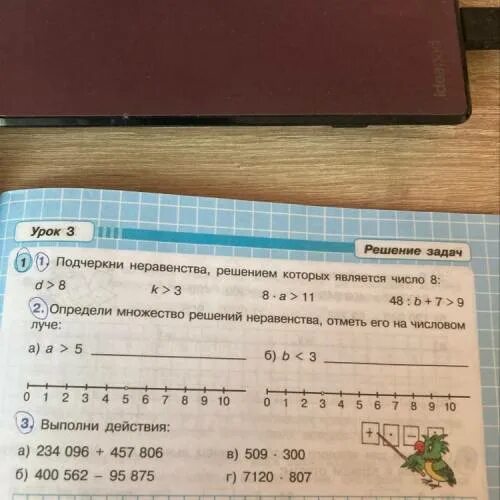 ideapad
Урок 3
Решение задач
1 1. Подчеркни неравенства, решением которых является число 8:
d > 8 k > 3 8 · a > 11 48 : b + 7 > 9
2. Определи множество решений неравенства, отметь его на числовом
луче:
а) a > 5 б) b < 3
0 1 2 3 4 5 6 7 8 9 10 0 1 2 3 4 5 6 7 8 9 10
3. Выполни действия:
а) 234 096 + 457 806 в) 509 · 300
б) 400 562 − 95 875 г) 7120 · 807